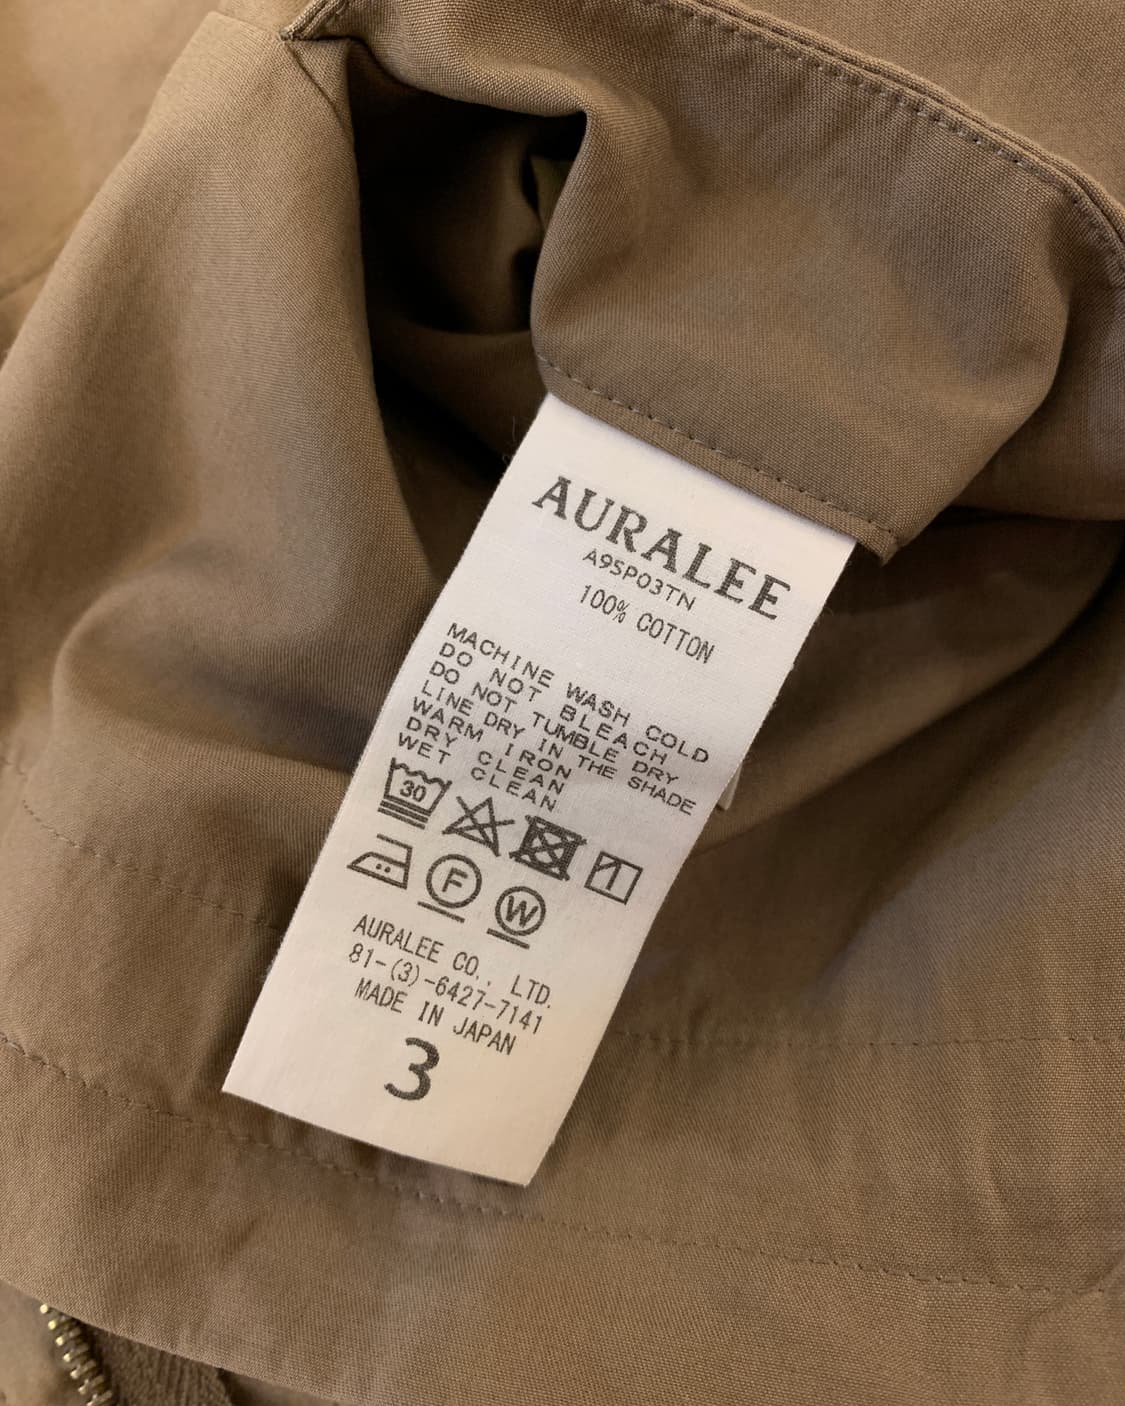 AURALEE
A9SP03TN
100% COTTON
MACHINE WASH COLD
DO NOT BLEACH
DO NOT TUMBLE DRY
LINE DRY IN THE SHADE
WARM IRON
DRY CLEAN
WET CLEAN
30
F W
AURALEE CO., LTD.
81-(3)-6427-7141
MADE IN JAPAN
3